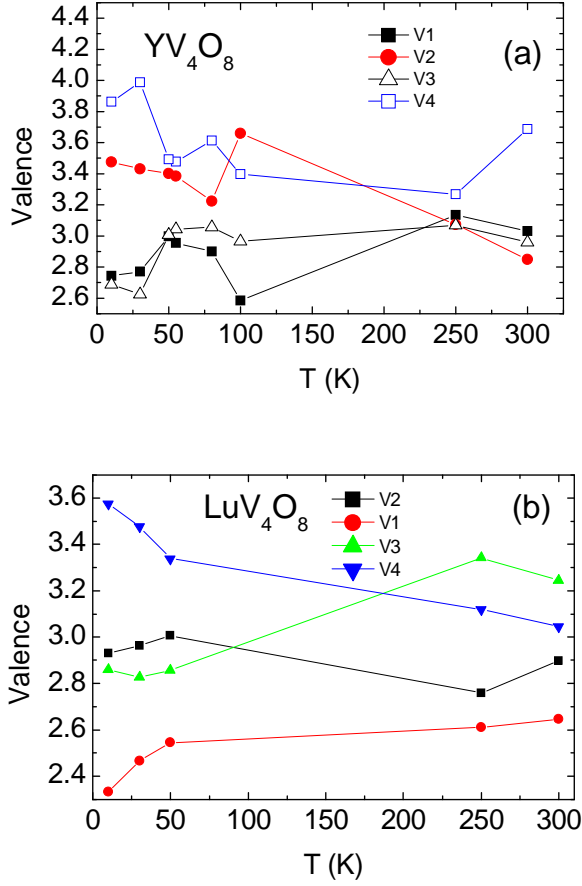 YV4O8
(a)
V1
V2
V3
V4
4.4
4.2
4.0
3.8
3.6
3.4
3.2
3.0
2.8
2.6
Valence
0 50 100 150 200 250 300
T (K)
LuV4O8
(b)
V2
V1
V3
V4
3.6
3.4
3.2
3.0
2.8
2.6
2.4
Valence
0 50 100 150 200 250 300
T (K)